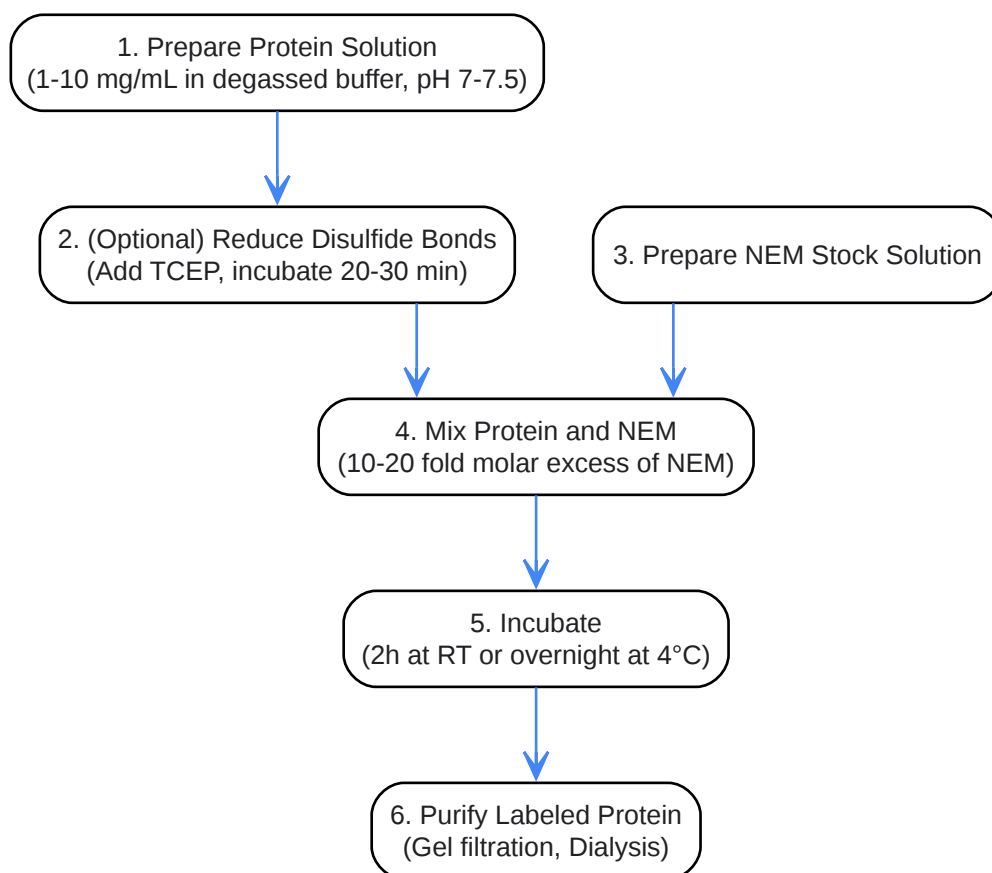 1. Prepare Protein Solution
(1-10 mg/mL in degassed buffer, pH 7-7.5)
2. (Optional) Reduce Disulfide Bonds
(Add TCEP, incubate 20-30 min)
3. Prepare NEM Stock Solution
4. Mix Protein and NEM
(10-20 fold molar excess of NEM)
5. Incubate
(2h at RT or overnight at 4°C)
6. Purify Labeled Protein
(Gel filtration, Dialysis)